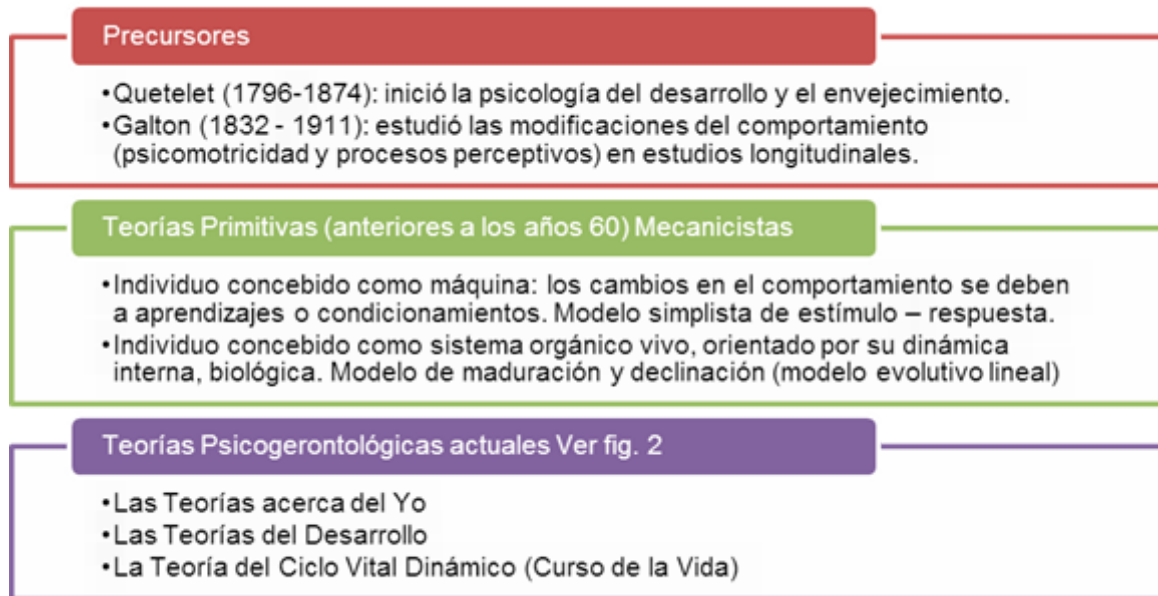 Precursores
•Quetelet (1796-1874): inició la psicología del desarrollo y el envejecimiento.
•Galton (1832 - 1911): estudió las modificaciones del comportamiento
(psicomotricidad y procesos perceptivos) en estudios longitudinales.
Teorías Primitivas (anteriores a los años 60) Mecanicistas
•Individuo concebido como máquina: los cambios en el comportamiento se deben
a aprendizajes o condicionamientos. Modelo simplista de estímulo – respuesta.
•Individuo concebido como sistema orgánico vivo, orientado por su dinámica
interna, biológica. Modelo de maduración y declinación (modelo evolutivo lineal)
Teorías Psicogerontológicas actuales Ver fig. 2
•Las Teorías acerca del Yo
•Las Teorías del Desarrollo
•La Teoría del Ciclo Vital Dinámico (Curso de la Vida)